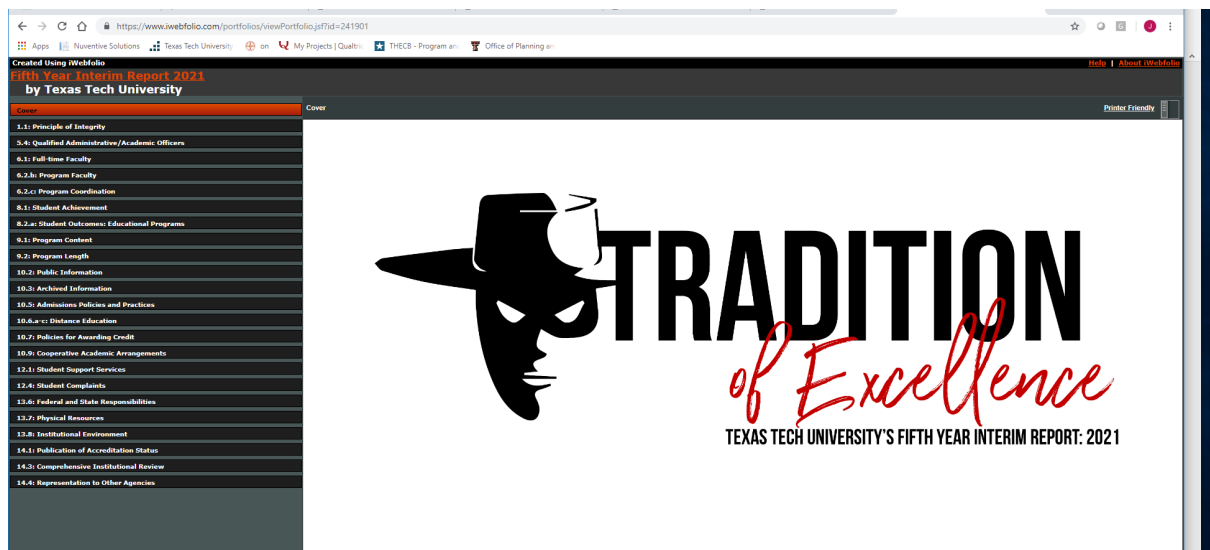 https://www.iwebfolio.com/portfolios/viewPortfolio.jsf?id=241901
Apps Nuventive Solutions Texas Tech University on My Projects | Qualtri THECB - Program an Office of Planning an
Created Using iWebfolio Help | About iWebfolio
Fifth Year Interim Report 2021
by Texas Tech University
Cover
Cover Printer Friendly
1.1: Principle of Integrity
5.4: Qualified Administrative/Academic Officers
6.1: Full-time Faculty
6.2.b: Program Faculty
6.2.c: Program Coordination
8.1: Student Achievement
8.2.a: Student Outcomes: Educational Programs
9.1: Program Content
9.2: Program Length
10.2: Public Information
10.3: Archived Information
10.5: Admissions Policies and Practices
10.6.a-c: Distance Education
10.7: Policies for Awarding Credit
10.9: Cooperative Academic Arrangements
12.1: Student Support Services
12.4: Student Complaints
13.6: Federal and State Responsibilities
13.7: Physical Resources
13.8: Institutional Environment
14.1: Publication of Accreditation Status
14.3: Comprehensive Institutional Review
14.4: Representation to Other Agencies
TRADITION
of Excellence
TEXAS TECH UNIVERSITY'S FIFTH YEAR INTERIM REPORT: 2021